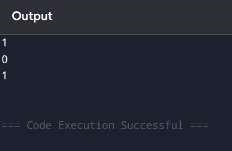 Output
1
0
1
=== Code Execution Successful ===